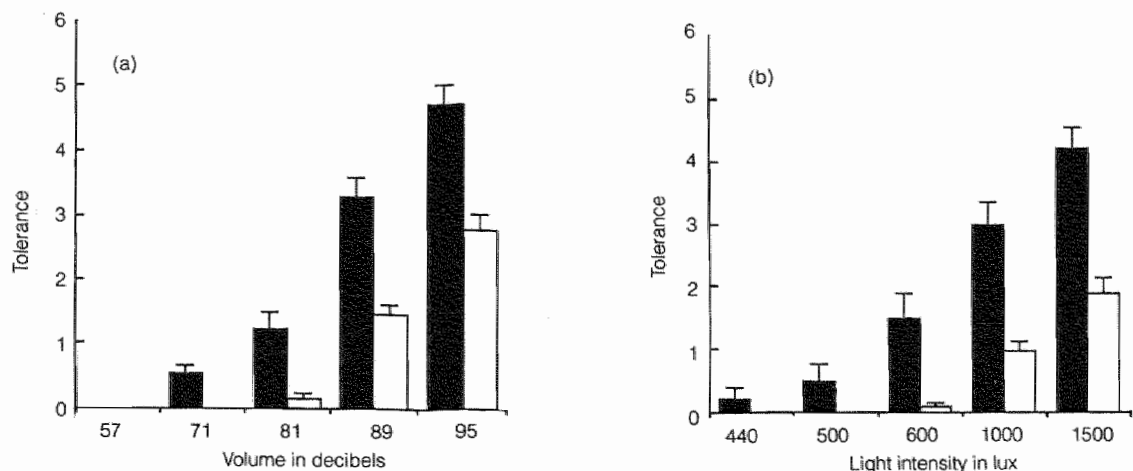 (a)
Tolerance
6
5
4
3
2
1
0
57 71 81 89 95
Volume in decibels
(b)
Tolerance
6
5
4
3
2
1
0
440 500 600 1000 1500
Light intensity in lux